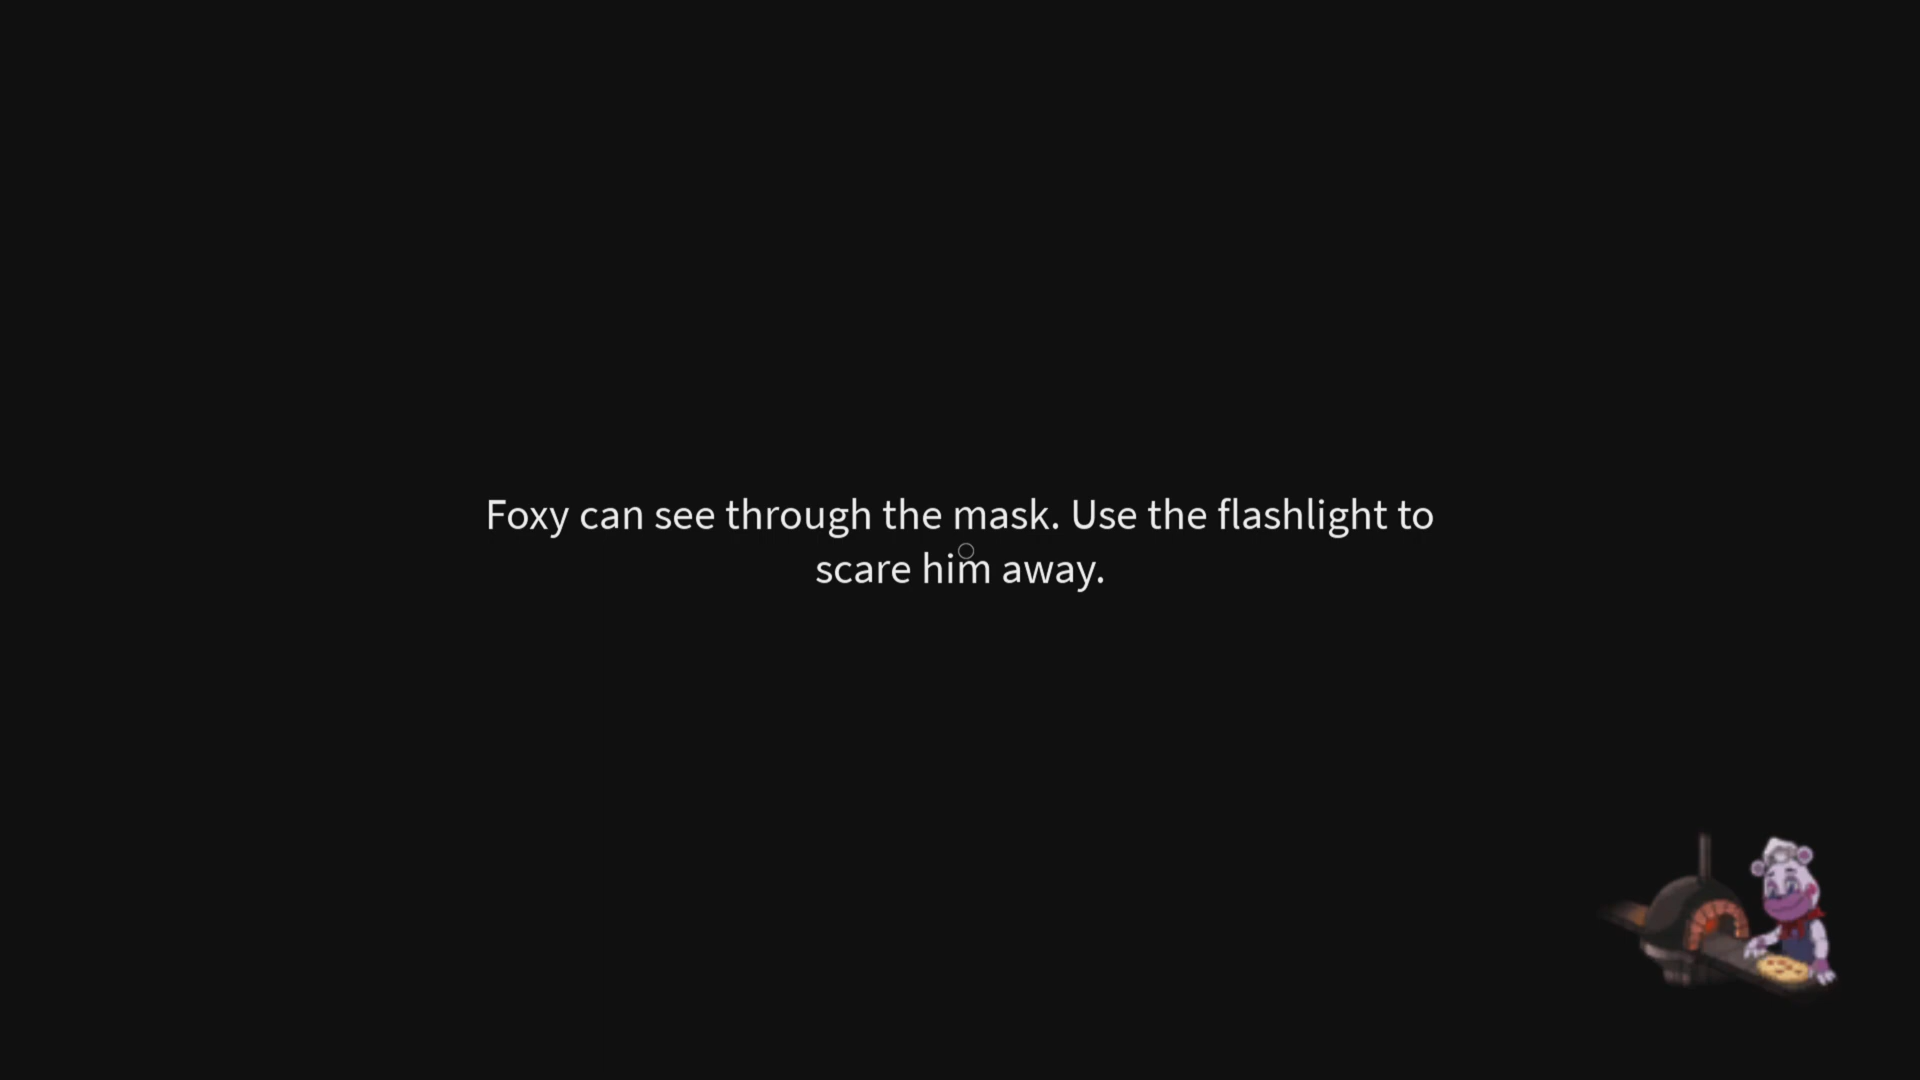 Foxy can see through the mask. Use the flashlight to
scare him away.